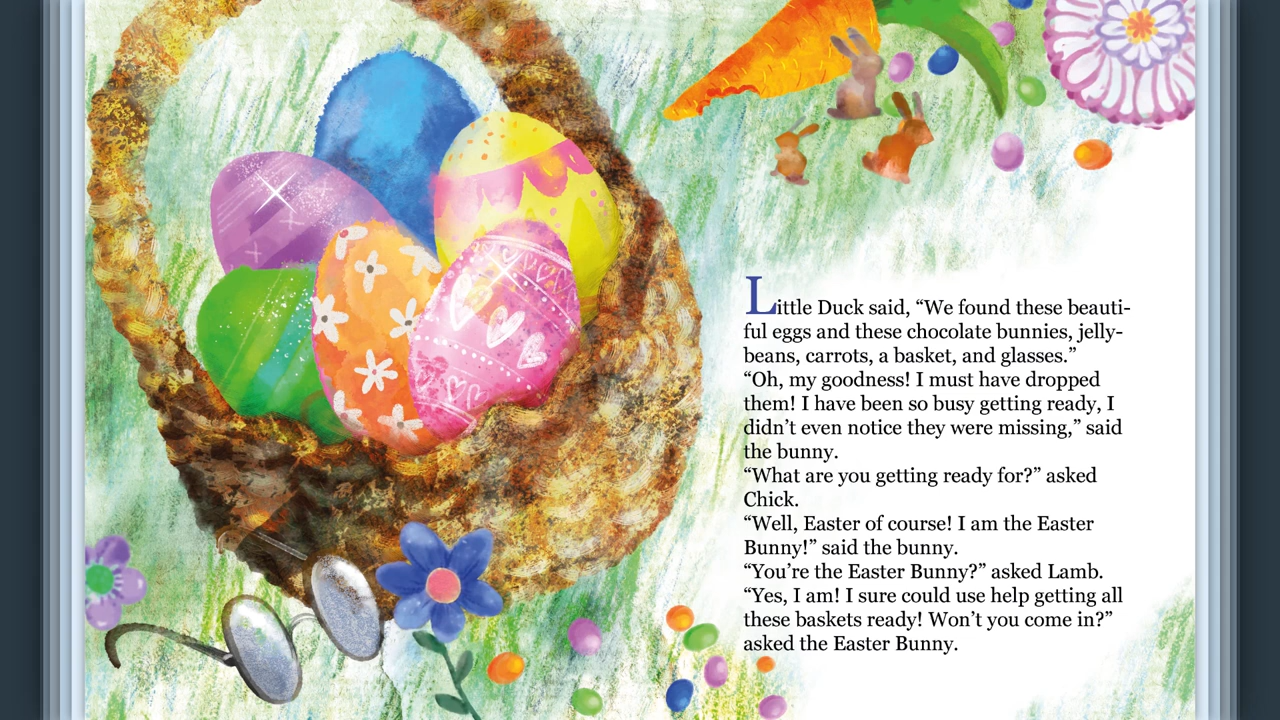 Little Duck said, “We found these beauti-
ful eggs and these chocolate bunnies, jelly-
beans, carrots, a basket, and glasses.”
“Oh, my goodness! I must have dropped
them! I have been so busy getting ready, I
didn’t even notice they were missing,” said
the bunny.
“What are you getting ready for?” asked
Chick.
“Well, Easter of course! I am the Easter
Bunny!” said the bunny.
“You’re the Easter Bunny?” asked Lamb.
“Yes, I am! I sure could use help getting all
these baskets ready! Won’t you come in?”
asked the Easter Bunny.